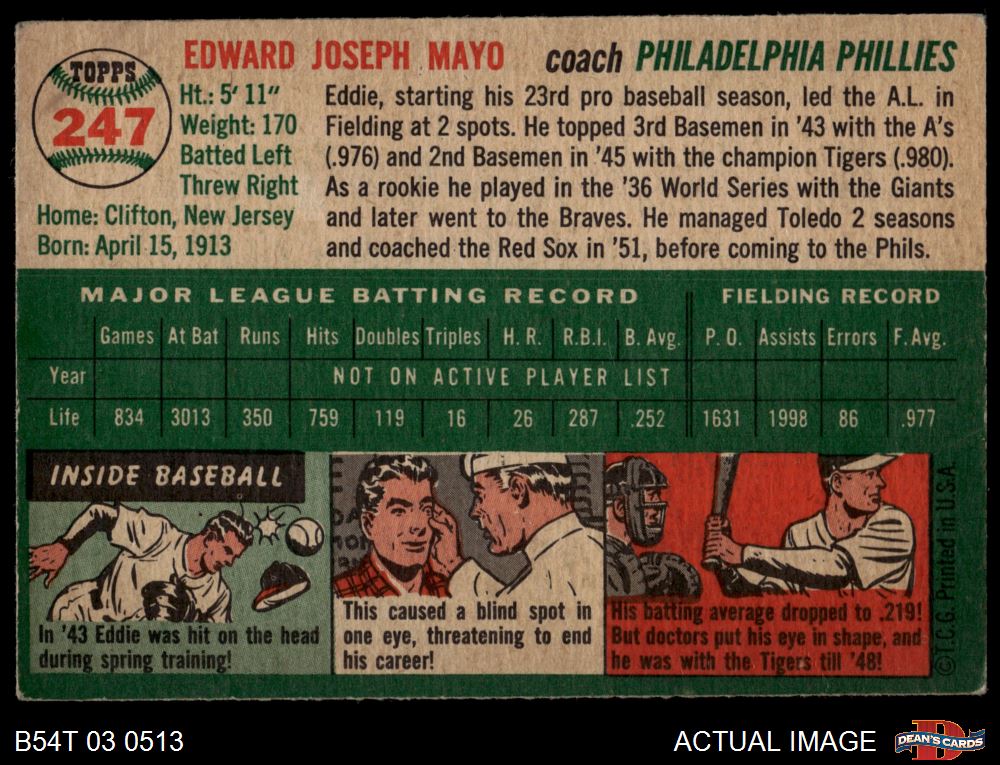 TOPPS
247
EDWARD JOSEPH MAYO coach PHILADELPHIA PHILLIES
Ht.: 5' 11"
Weight: 170
Batted Left
Threw Right
Home: Clifton, New Jersey
Born: April 15, 1913
Eddie, starting his 23rd pro baseball season, led the A.L. in
Fielding at 2 spots. He topped 3rd Basemen in '43 with the A's
(.976) and 2nd Basemen in '45 with the champion Tigers (.980).
As a rookie he played in the '36 World Series with the Giants
and later went to the Braves. He managed Toledo 2 seasons
and coached the Red Sox in '51, before coming to the Phils.
MAJOR LEAGUE BATTING RECORD FIELDING RECORD
Games At Bat Runs Hits Doubles Triples H. R. R.B.I. B. Avg. P. O. Assists Errors F. Avg.
Year NOT ON ACTIVE PLAYER LIST
Life 834 3013 350 759 119 16 26 287 .252 1631 1998 86 .977
INSIDE BASEBALL
In '43 Eddie was hit on the head
during spring training!
This caused a blind spot in
one eye, threatening to end
his career!
His batting average dropped to .219!
But doctors put his eye in shape, and
he was with the Tigers till '48!
©T.C.G. Printed in U.S.A.
B54T 03 0513
ACTUAL IMAGE
DEAN'S CARDS